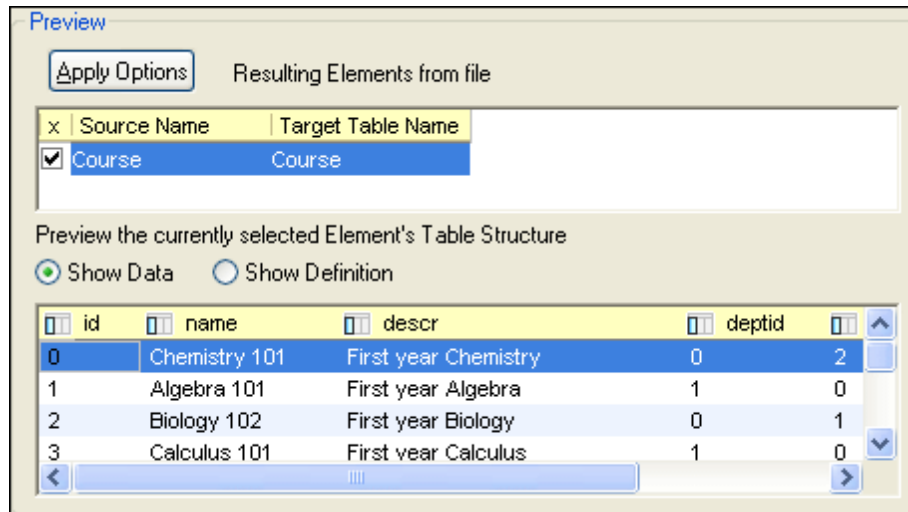 Preview
Apply Options Resulting Elements from file
x Source Name Target Table Name
Course Course
Preview the currently selected Element's Table Structure
Show Data Show Definition
id name descr deptid
0 Chemistry 101 First year Chemistry 0 2
1 Algebra 101 First year Algebra 1 0
2 Biology 102 First year Biology 0 1
3 Calculus 101 First year Calculus 1 0